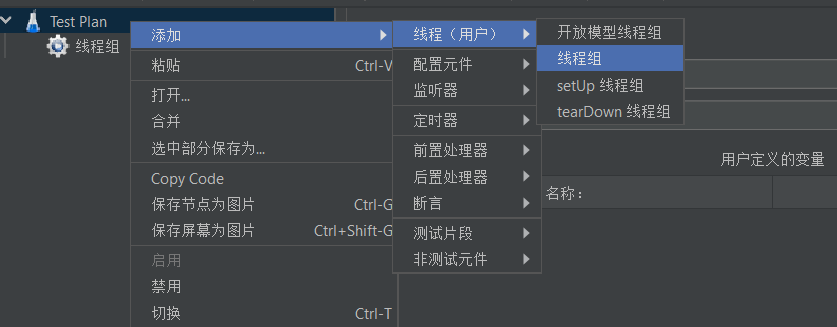 Test Plan
线程组
添加
粘贴 Ctrl-V
打开...
合并
选中部分保存为...
Copy Code
保存节点为图片 Ctrl-G
保存屏幕为图片 Ctrl+Shift-G
启用
禁用
切换 Ctrl-T
线程（用户）
配置元件
监听器
定时器
前置处理器
后置处理器
断言
测试片段
非测试元件
开放模型线程组
线程组
setUp 线程组
tearDown 线程组
用户定义的变量
名称：